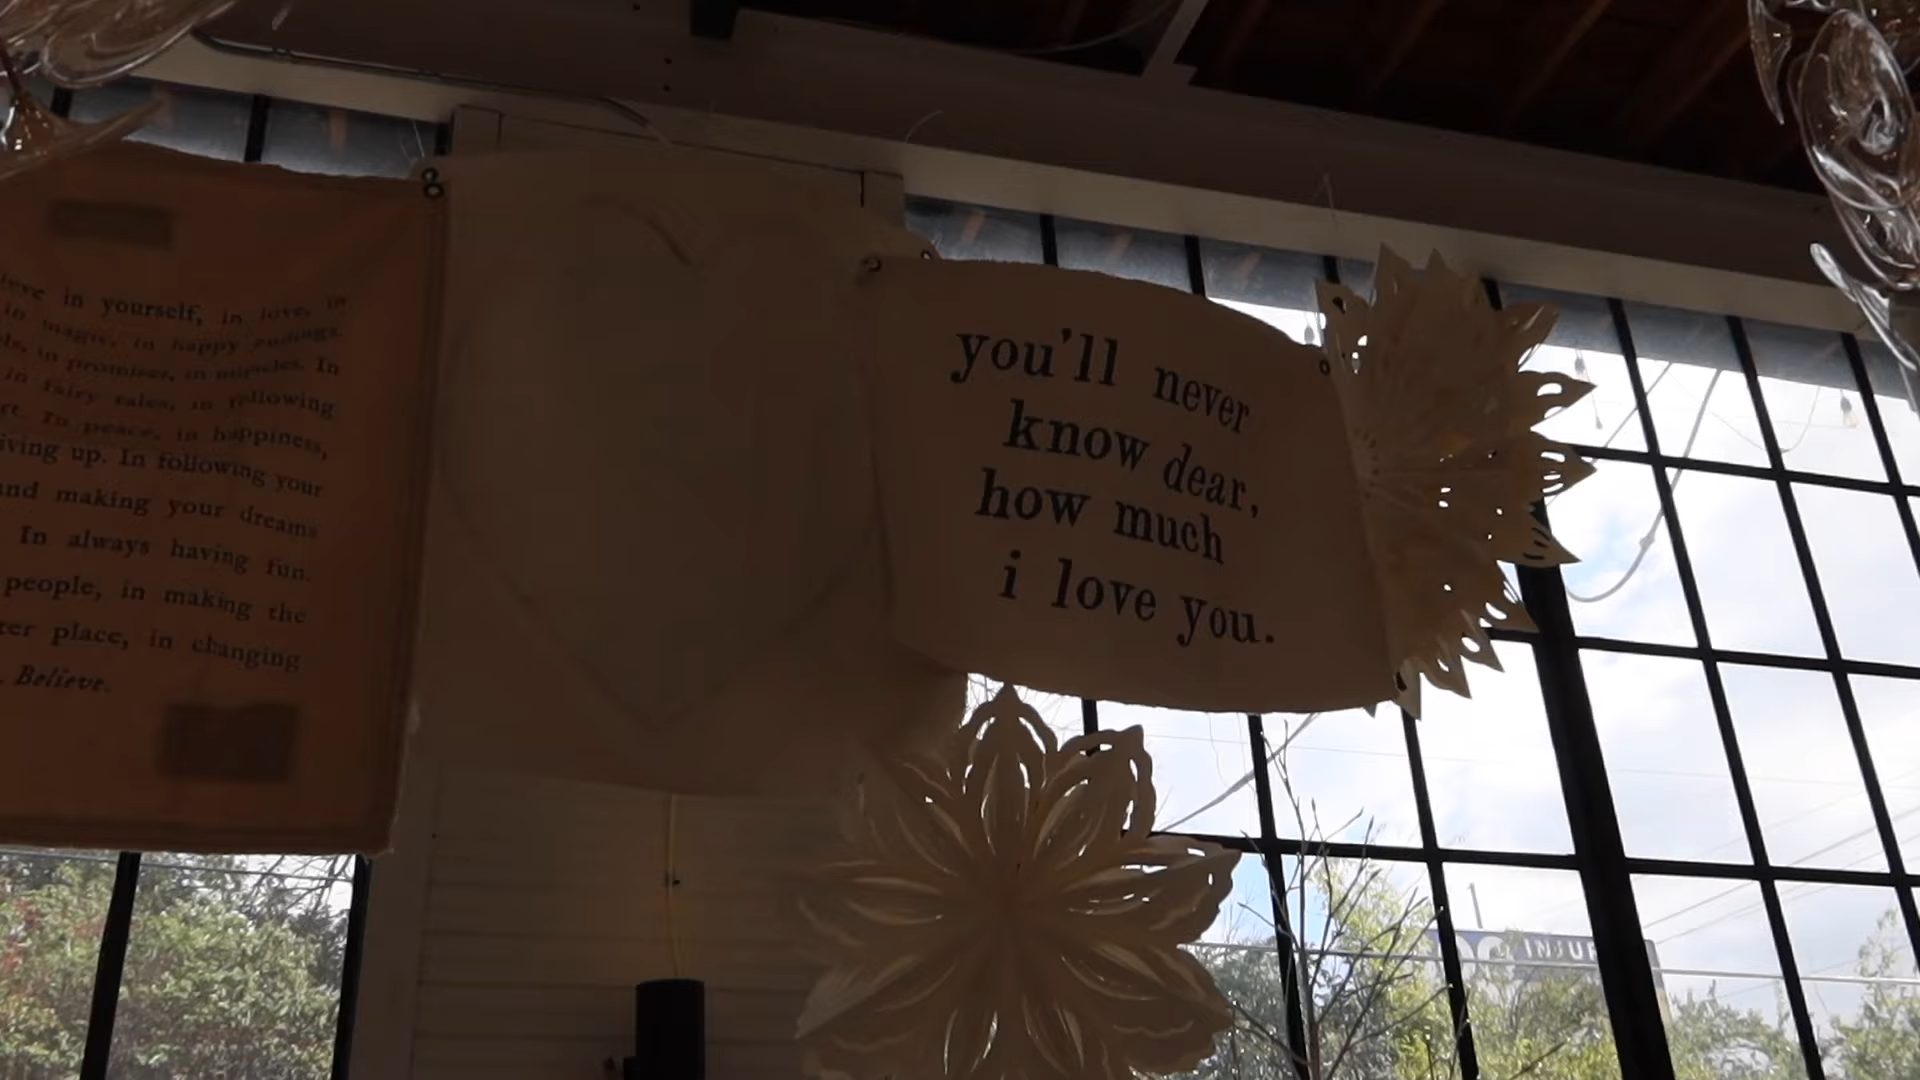 in yourself, in love, in
in magic, in happy endings.
in promises, in miracles. In
in fairy tales, in following
In peace, in happiness,
up. In following your
and making your dreams
In always having fun.
people, in making the
place, in changing
Believe.
you'll never
know dear,
how much
i love you.